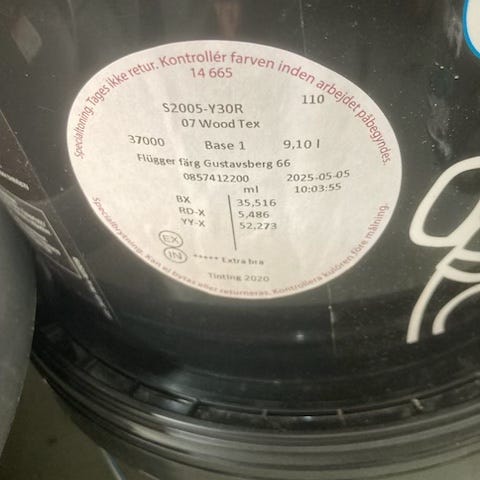 Specialtoning. Tages ikke retur. Kontrollér farven inden arbejdet påbegyndes.
14 665
S2005-Y30R 110
07 Wood Tex
37000 Base 1 9,10 l
Flügger färg Gustavsberg 66
0857412200 2025-05-05
ml 10:03:55
BX 35,516
RD-X 5,486
YY-X 52,273
EX
IN
***** Extra bra
Tinting 2020
Specialbrytning. Kan ej bytas eller returneras. Kontrollera kulören före målning.